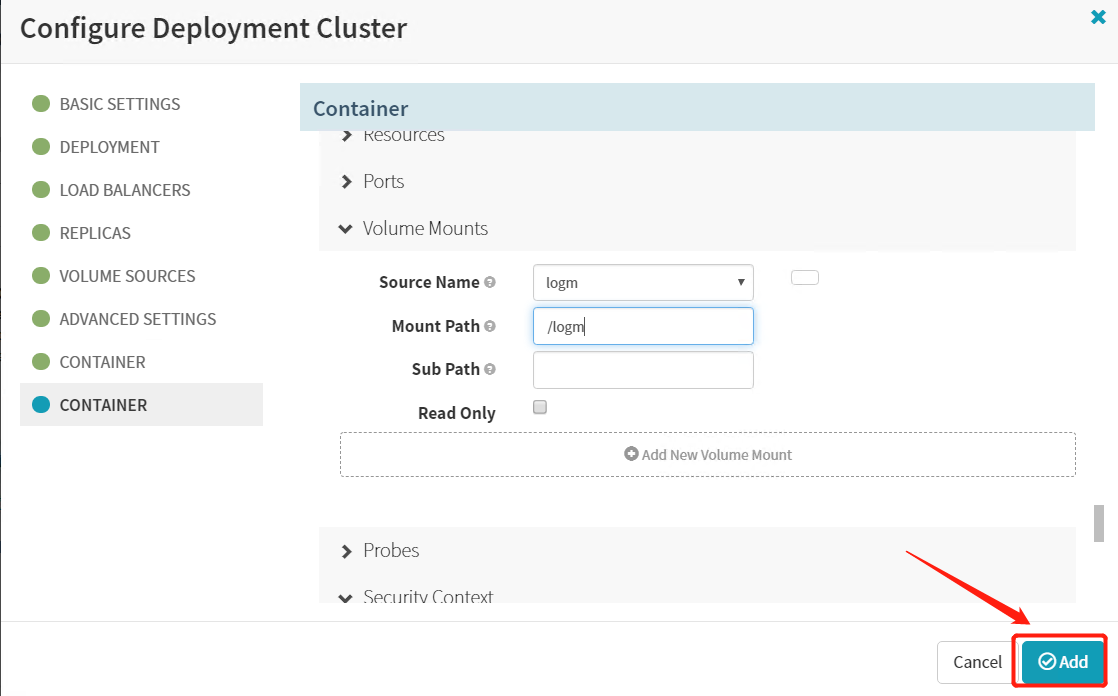 Configure Deployment Cluster
BASIC SETTINGS
DEPLOYMENT
LOAD BALANCERS
REPLICAS
VOLUME SOURCES
ADVANCED SETTINGS
CONTAINER
CONTAINER
Container
Resources
Ports
Volume Mounts
Source Name
logm
Mount Path
/logm
Sub Path
Read Only
Add New Volume Mount
Probes
Security Context
Cancel
Add